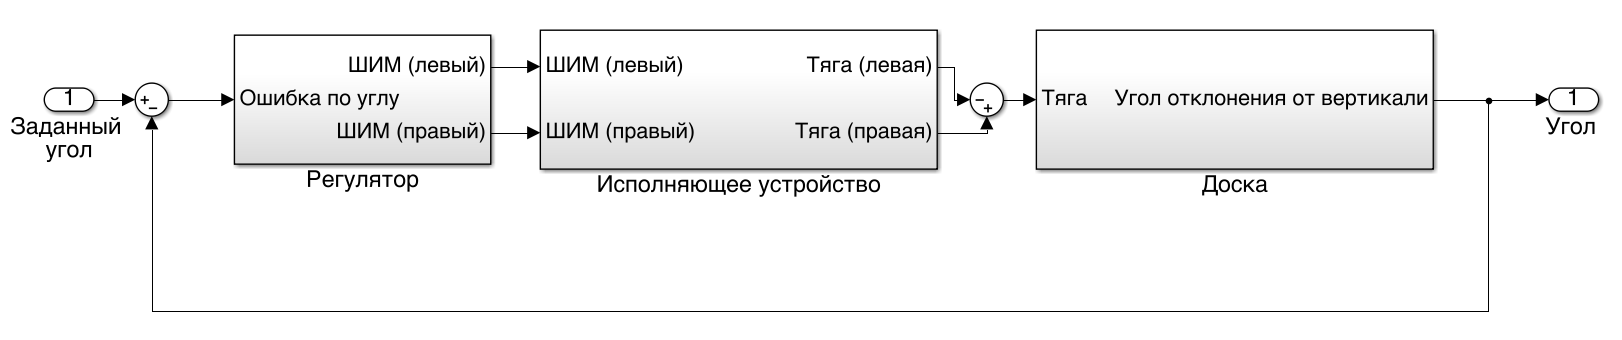 1
Заданный
угол
+
−
ШИМ (левый)
Ошибка по углу
ШИМ (правый)
Регулятор
ШИМ (левый)
Тяга (левая)
ШИМ (правый)
Тяга (правая)
Исполняющее устройство
−
+
Тяга
Угол отклонения от вертикали
Доска
1
Угол